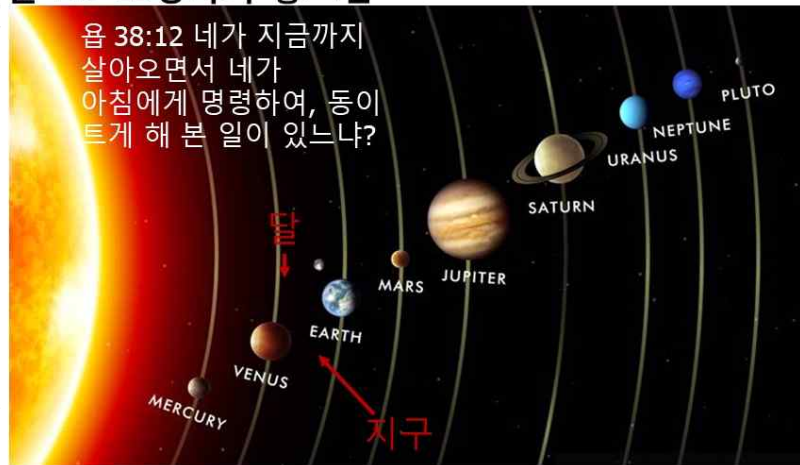 욥 38:12 네가 지금까지
살아오면서 네가
아침에게 명령하여, 동이
트게 해 본 일이 있느냐?
PLUTO
NEPTUNE
URANUS
SATURN
달
JUPITER
MARS
EARTH
VENUS
MERCURY
지구